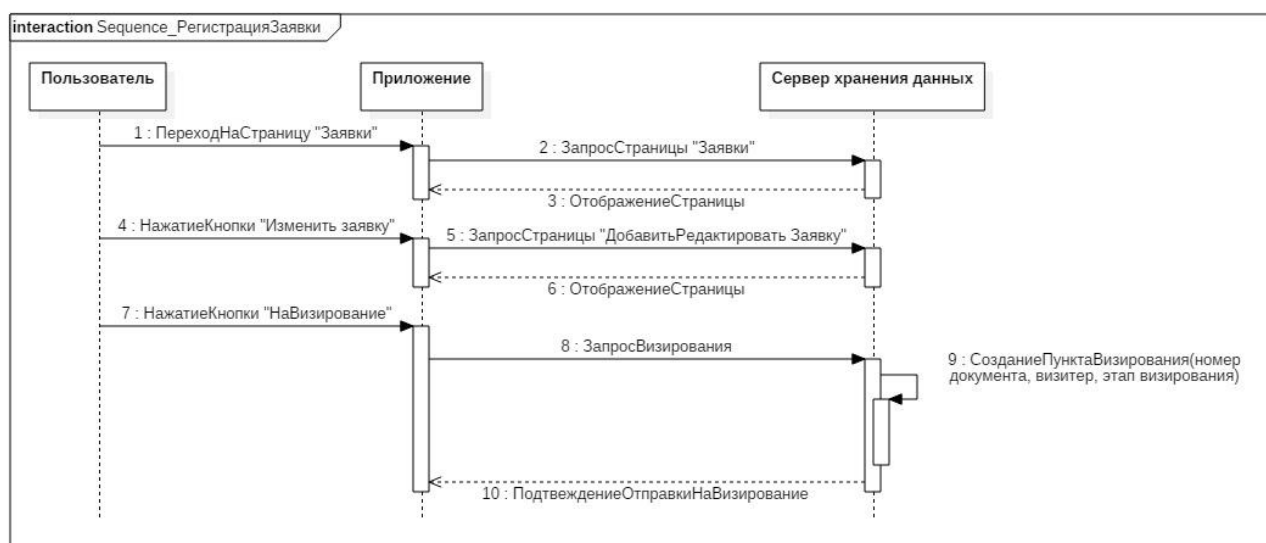 interaction Sequence_РегистрацияЗаявки
Пользователь
Приложение
Сервер хранения данных
1 : ПереходНаСтраницу "Заявки"
2 : ЗапросСтраницы "Заявки"
3 : ОтображениеСтраницы
4 : НажатиеКнопки "Изменить заявку"
5 : ЗапросСтраницы "ДобавитьРедактировать Заявку"
6 : ОтображениеСтраницы
7 : НажатиеКнопки "НаВизирование"
8 : ЗапросВизирования
9 : СозданиеПунктаВизирования(номер
документа, визитер, этап визирования)
10 : ПодтвеждениеОтправкиНаВизирование